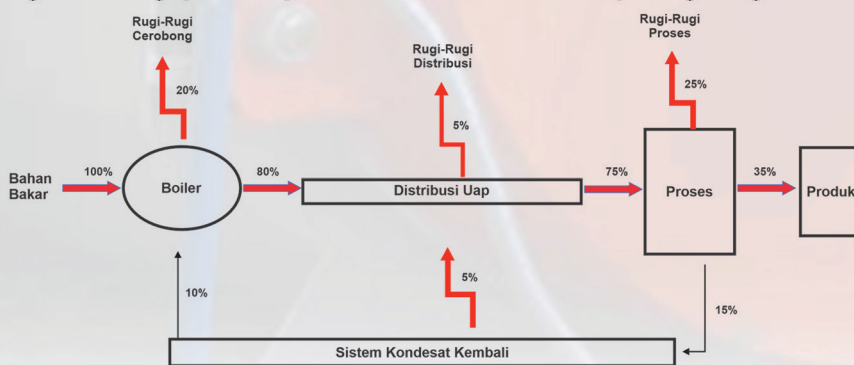 Rugi-Rugi
Cerobong
20%
Rugi-Rugi
Distribusi
5%
Rugi-Rugi
Proses
25%
Bahan
Bakar
100%
Boiler
80%
Distribusi Uap
75%
Proses
35%
Produk
10%
5%
15%
Sistem Kondesat Kembali